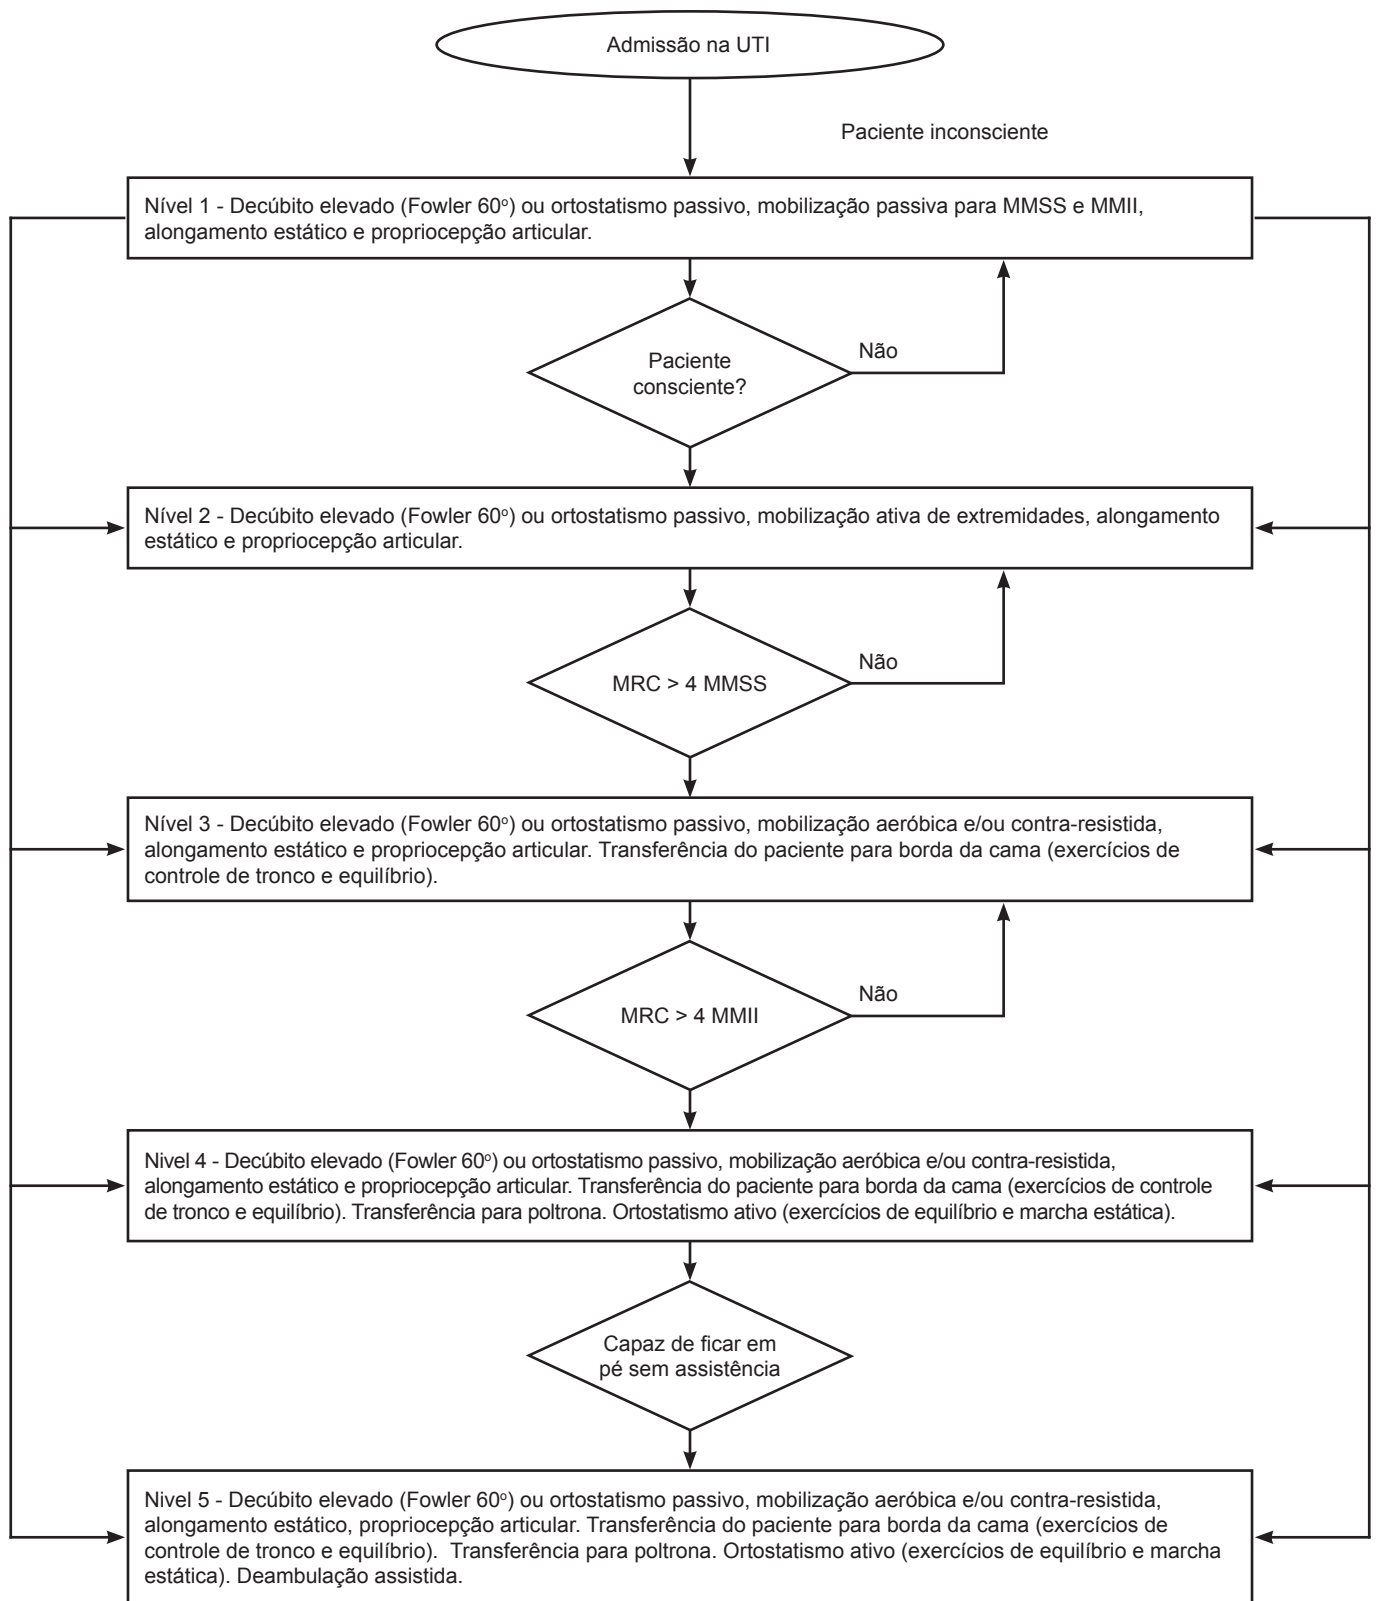 Admissão na UTI
Paciente inconsciente
Nível 1 - Decúbito elevado (Fowler 60º) ou ortostatismo passivo, mobilização passiva para MMSS e MMII,
alongamento estático e propriocepção articular.
Paciente
consciente?
Não
Nível 2 - Decúbito elevado (Fowler 60º) ou ortostatismo passivo, mobilização ativa de extremidades, alongamento
estático e propriocepção articular.
MRC > 4 MMSS
Não
Nível 3 - Decúbito elevado (Fowler 60º) ou ortostatismo passivo, mobilização aeróbica e/ou contra-resistida,
alongamento estático e propriocepção articular. Transferência do paciente para borda da cama (exercícios de
controle de tronco e equilíbrio).
MRC > 4 MMII
Não
Nivel 4 - Decúbito elevado (Fowler 60º) ou ortostatismo passivo, mobilização aeróbica e/ou contra-resistida,
alongamento estático e propriocepção articular. Transferência do paciente para borda da cama (exercícios de controle
de tronco e equilíbrio). Transferência para poltrona. Ortostatismo ativo (exercícios de equilíbrio e marcha estática).
Capaz de ficar em
pé sem assistência
Nivel 5 - Decúbito elevado (Fowler 60º) ou ortostatismo passivo, mobilização aeróbica e/ou contra-resistida,
alongamento estático, propriocepção articular. Transferência do paciente para borda da cama (exercícios de
controle de tronco e equilíbrio). Transferência para poltrona. Ortostatismo ativo (exercícios de equilíbrio e marcha
estática). Deambulação assistida.